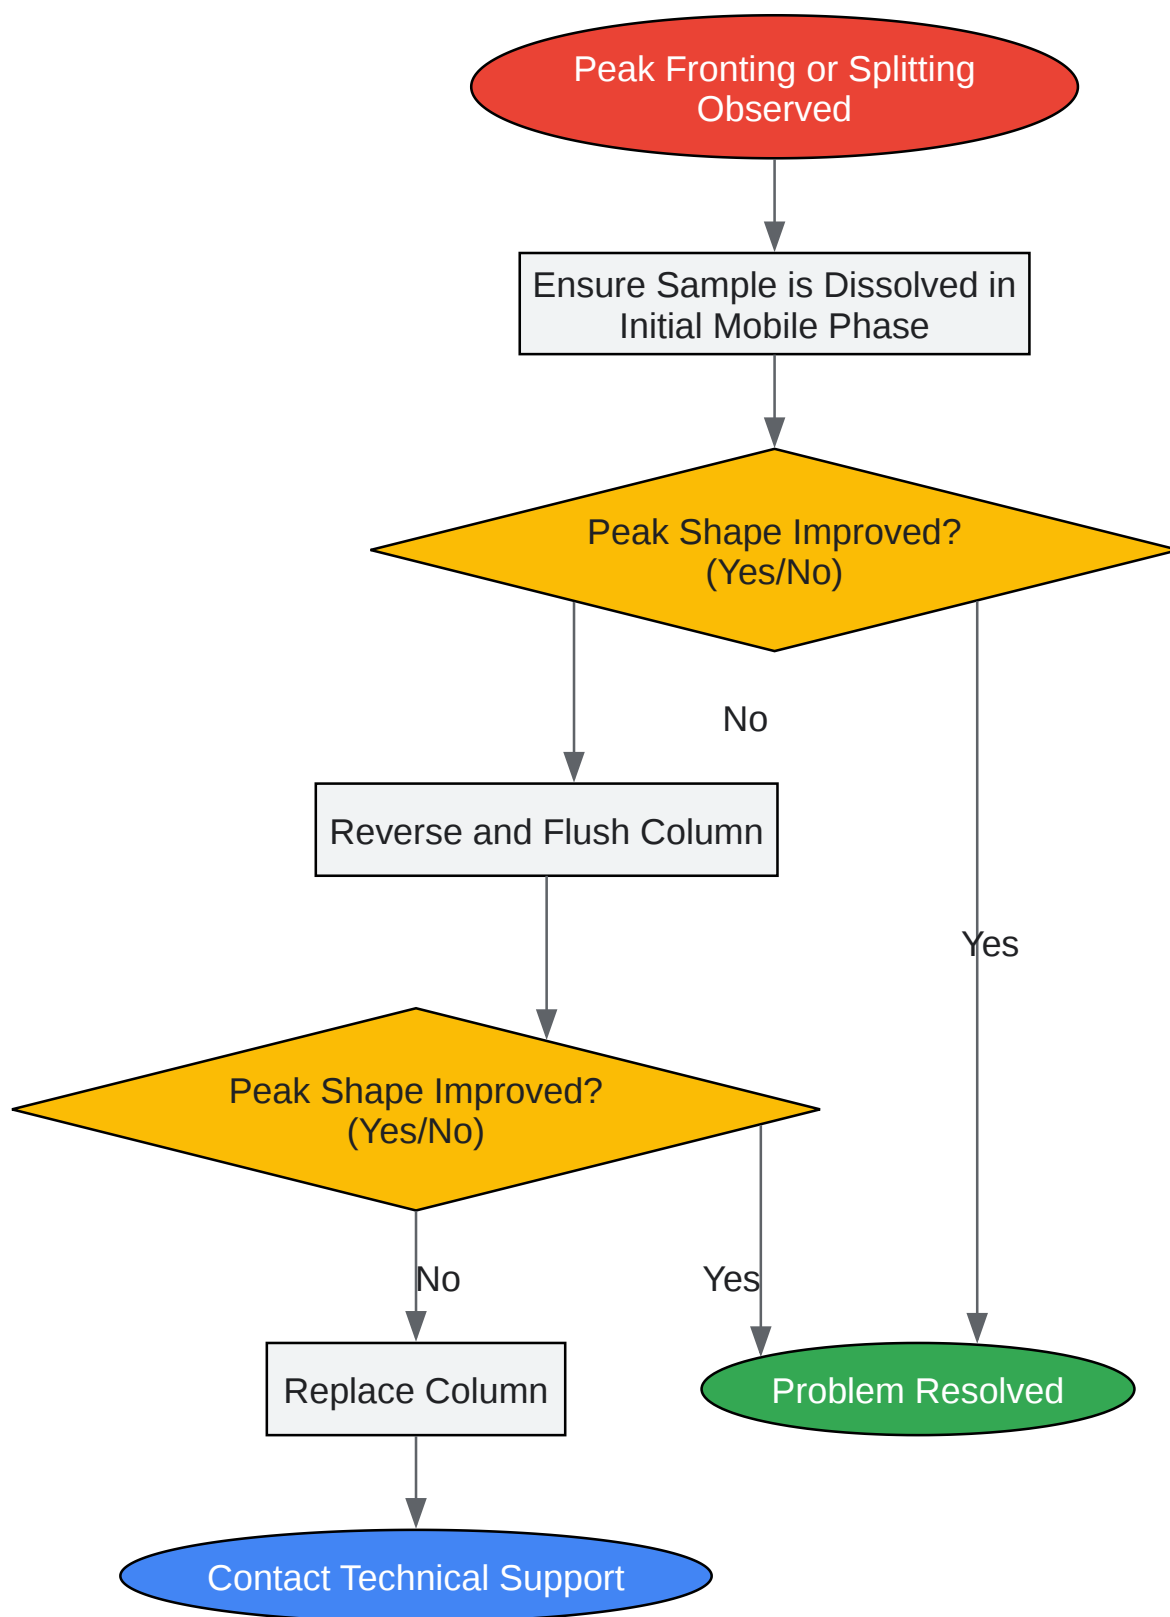 Peak Fronting or Splitting
Observed
Ensure Sample is Dissolved in
Initial Mobile Phase
Peak Shape Improved?
(Yes/No)
No
Reverse and Flush Column
Yes
Peak Shape Improved?
(Yes/No)
No
Yes
Replace Column
Problem Resolved
Contact Technical Support